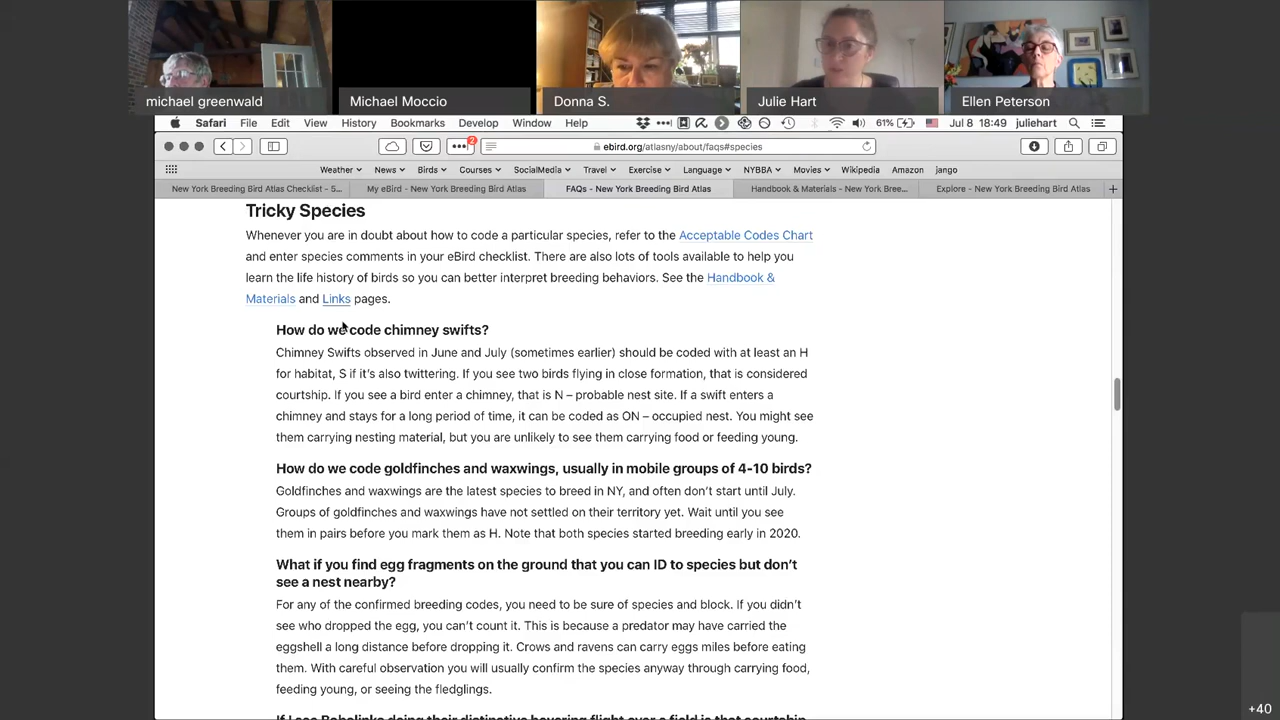 michael greenwald
Michael Moccio
Donna S.
Julie Hart
Ellen Peterson
Safari File Edit View History Bookmarks Develop Window Help 61% Jul 8 18:49 juliehart
2
ebird.org/atlasny/about/faqs#species
Weather News Birds Courses SocialMedia Travel Exercise Language NYBBA Movies Wikipedia Amazon jango
New York Breeding Bird Atlas Checklist – S... My eBird - New York Breeding Bird Atlas FAQs - New York Breeding Bird Atlas Handbook & Materials - New York Bree... Explore - New York Breeding Bird Atlas
Tricky Species
Whenever you are in doubt about how to code a particular species, refer to the Acceptable Codes Chart
and enter species comments in your eBird checklist. There are also lots of tools available to help you
learn the life history of birds so you can better interpret breeding behaviors. See the Handbook &
Materials and Links pages.
How do we code chimney swifts?
Chimney Swifts observed in June and July (sometimes earlier) should be coded with at least an H
for habitat, S if it's also twittering. If you see two birds flying in close formation, that is considered
courtship. If you see a bird enter a chimney, that is N – probable nest site. If a swift enters a
chimney and stays for a long period of time, it can be coded as ON – occupied nest. You might see
them carrying nesting material, but you are unlikely to see them carrying food or feeding young.
How do we code goldfinches and waxwings, usually in mobile groups of 4-10 birds?
Goldfinches and waxwings are the latest species to breed in NY, and often don't start until July.
Groups of goldfinches and waxwings have not settled on their territory yet. Wait until you see
them in pairs before you mark them as H. Note that both species started breeding early in 2020.
What if you find egg fragments on the ground that you can ID to species but don't
see a nest nearby?
For any of the confirmed breeding codes, you need to be sure of species and block. If you didn't
see who dropped the egg, you can't count it. This is because a predator may have carried the
eggshell a long distance before dropping it. Crows and ravens can carry eggs miles before eating
them. With careful observation you will usually confirm the species anyway through carrying food,
feeding young, or seeing the fledglings.
If I see Bobolinks doing their distinctive hovering flight over a field is that courtship
+40